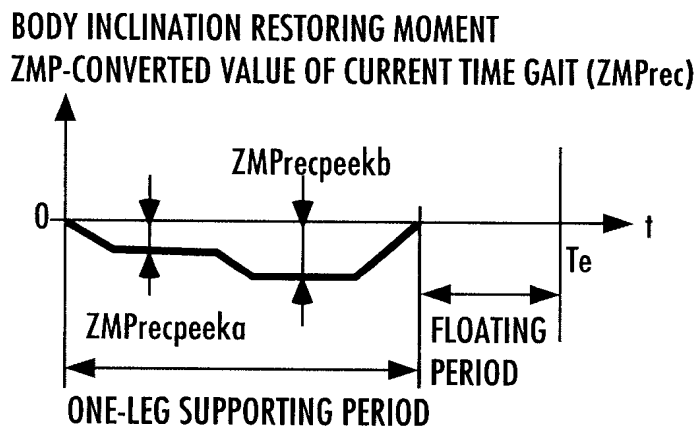 BODY INCLINATION RESTORING MOMENT
ZMP-CONVERTED VALUE OF CURRENT TIME GAIT (ZMPrec)
ZMPrecpeekb
0
t
Te
ZMPrecpeeka
FLOATING
PERIOD
ONE-LEG SUPPORTING PERIOD